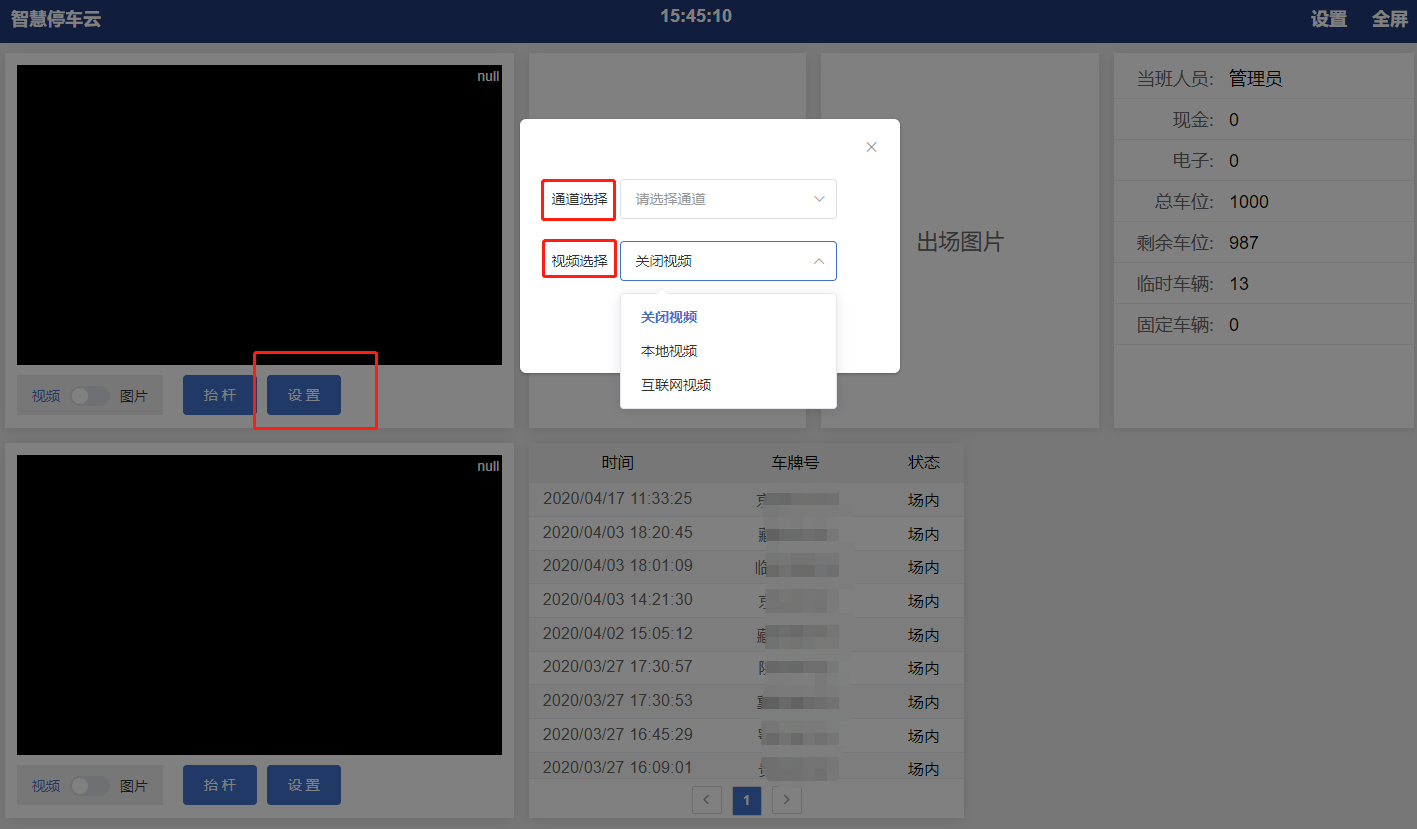 智慧停车云
15:45:10
设置 全屏
null
视频 图片 抬杆 设置
通道选择 请选择通道
视频选择 关闭视频
关闭视频
本地视频
互联网视频
出场图片
当班人员: 管理员
现金: 0
电子: 0
总车位: 1000
剩余车位: 987
临时车辆: 13
固定车辆: 0
null
视频 图片 抬杆 设置
时间 车牌号 状态
2020/04/17 11:33:25 京 场内
2020/04/03 18:20:45 藏 场内
2020/04/03 18:01:09 临 场内
2020/04/03 14:21:30 场内
2020/04/02 15:05:12 藏 场内
2020/03/27 17:30:57 场内
2020/03/27 17:30:53 场内
2020/03/27 16:45:29 场内
2020/03/27 16:09:01 场内
1